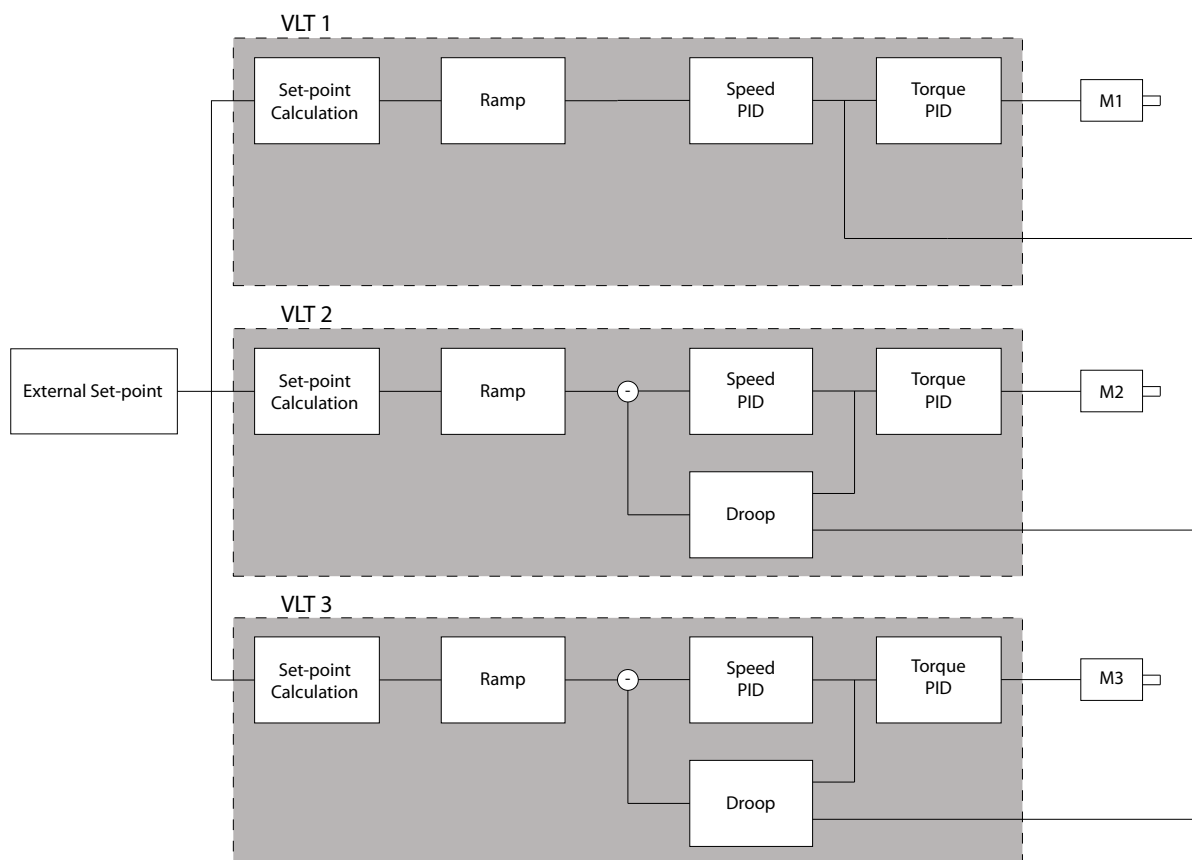 VLT 1
Set-point
Calculation
Ramp
Speed
PID
Torque
PID
M1
VLT 2
External Set-point
Set-point
Calculation
Ramp
-
Speed
PID
Torque
PID
M2
Droop
VLT 3
Set-point
Calculation
Ramp
-
Speed
PID
Torque
PID
M3
Droop